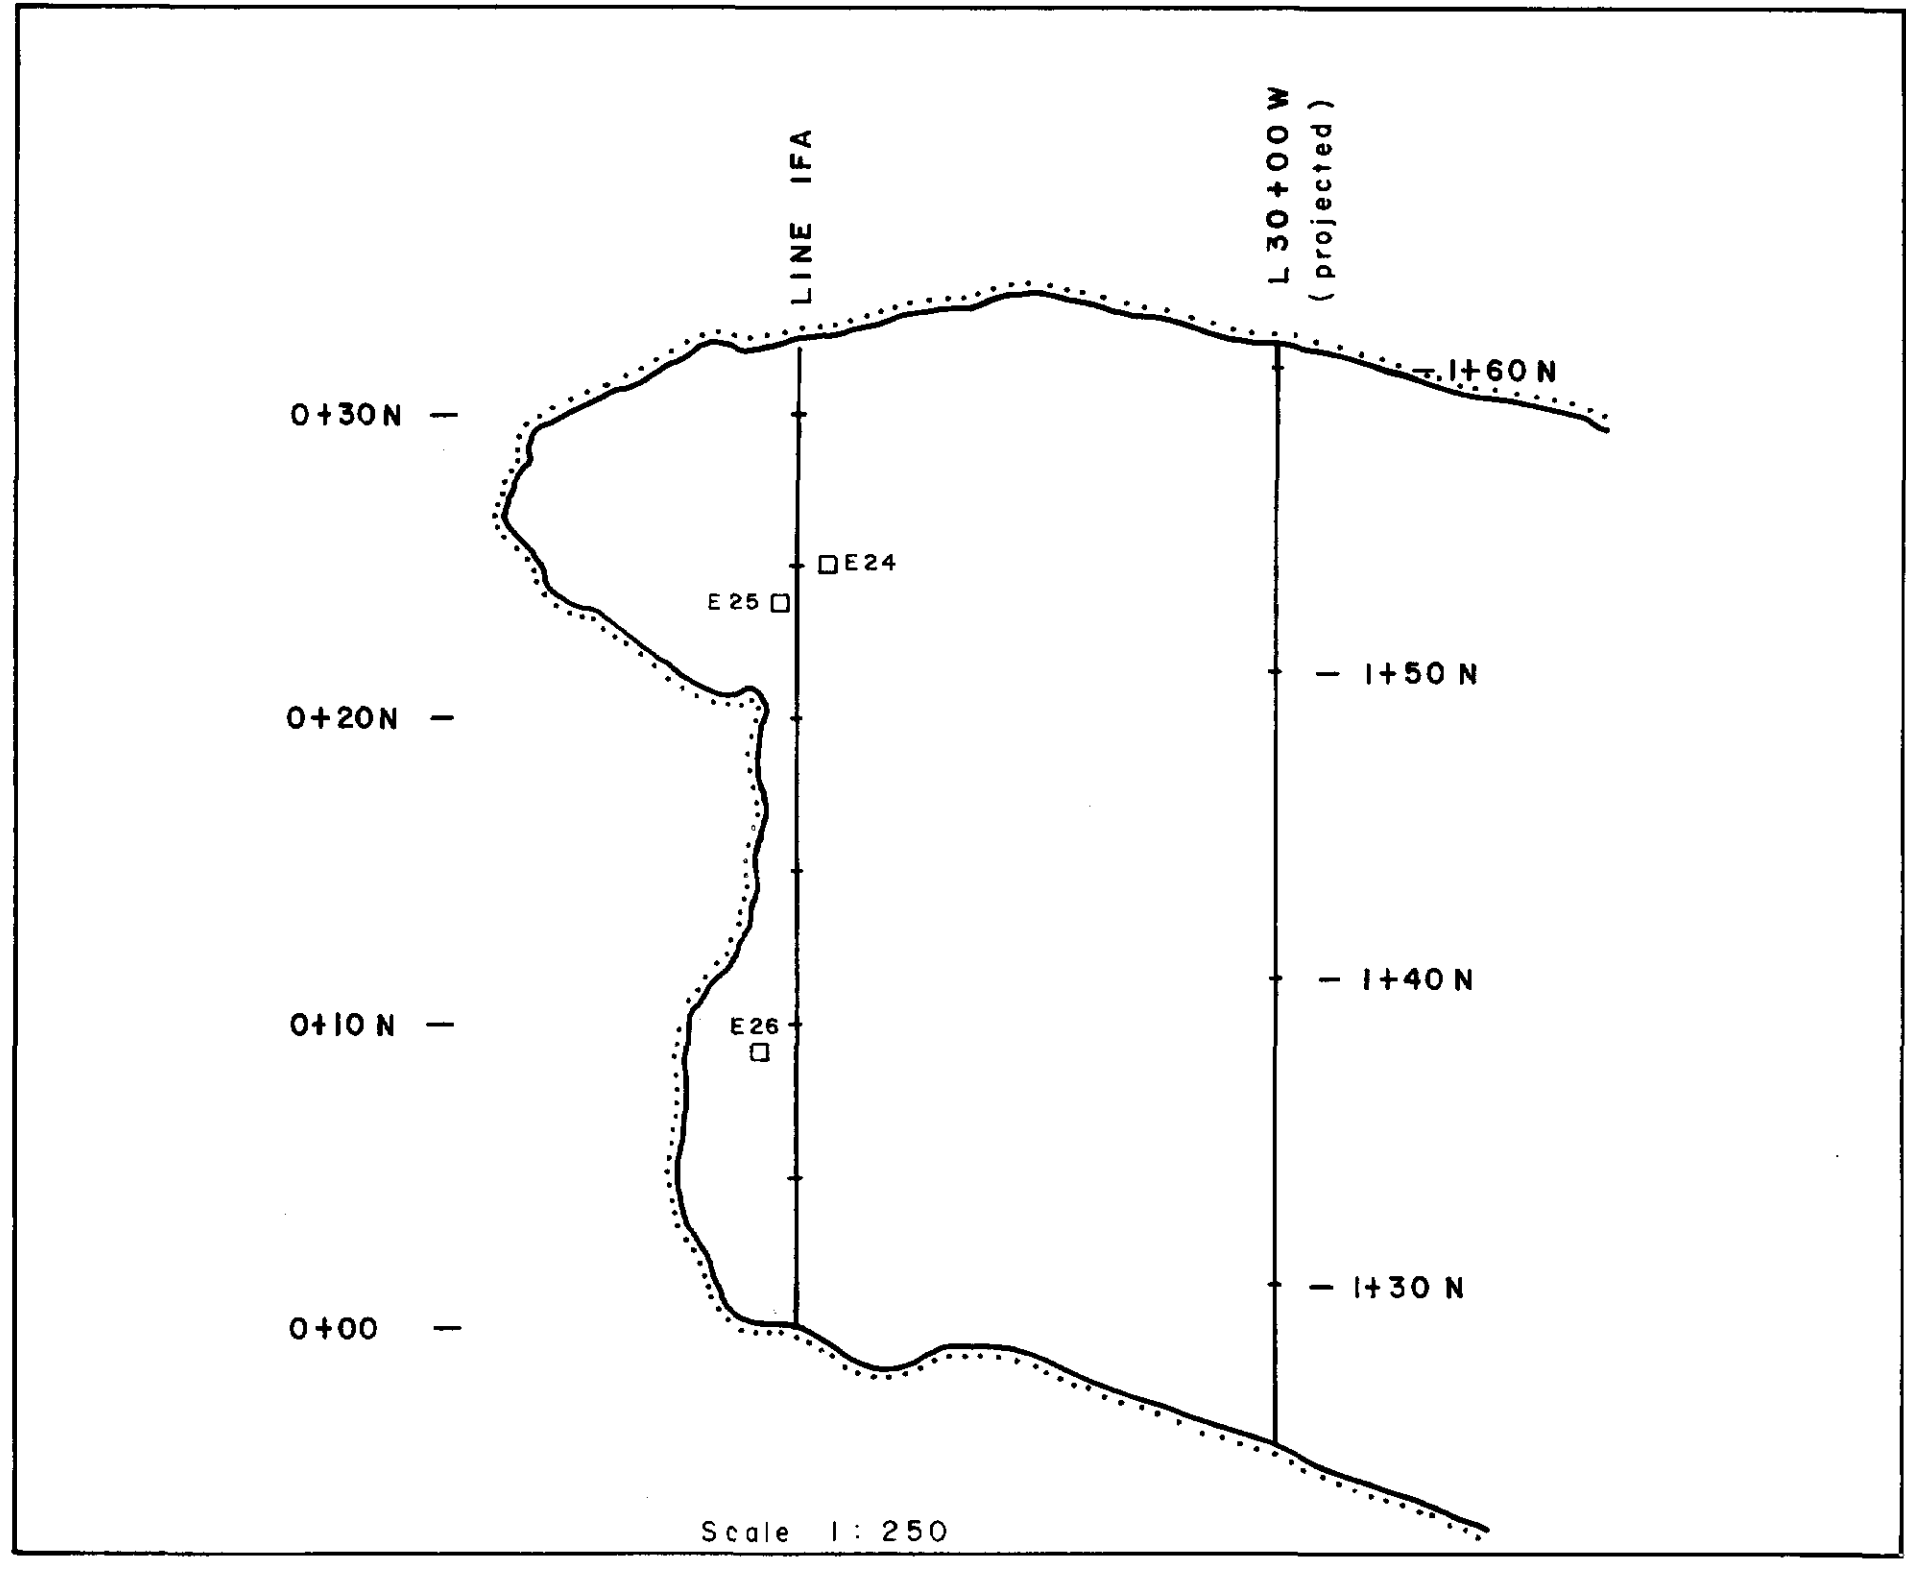 LINE IFA
L 30+00 W
(projected)
1+60 N
0+30 N
E24
E25
1+50 N
0+20 N
1+40 N
0+10 N
E26
1+30 N
0+00
Scale 1:250